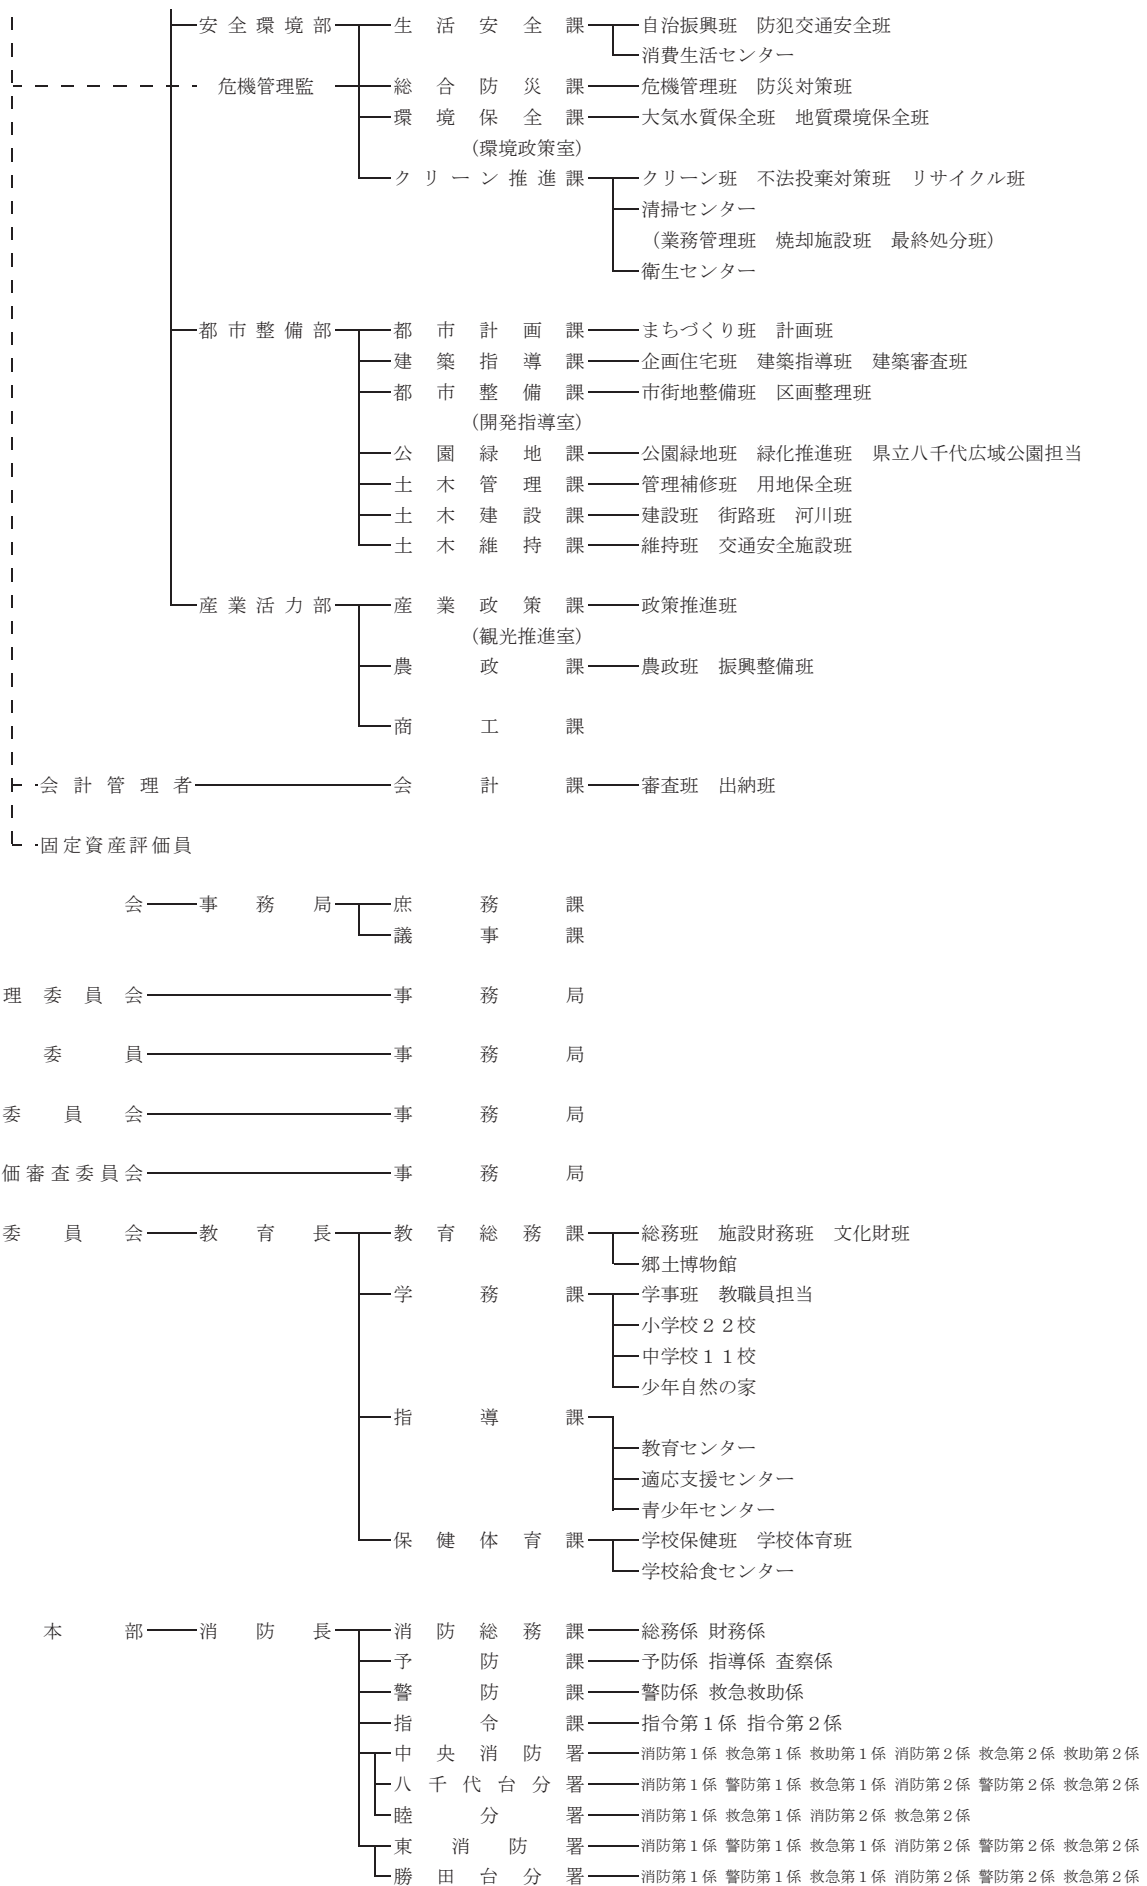 安全環境部 生活安全課 自治振興班 防犯交通安全班
消費生活センター
危機管理監 総合防災課 危機管理班 防災対策班
環境保全課 大気水質保全班 地質環境保全班
(環境政策室)
クリーン推進課 クリーン班 不法投棄対策班 リサイクル班
清掃センター
(業務管理班 焼却施設班 最終処分班)
衛生センター
都市整備部 都市計画課 まちづくり班 計画班
建築指導課 企画住宅班 建築指導班 建築審査班
都市整備課 市街地整備班 区画整理班
(開発指導室)
公園緑地課 公園緑地班 緑化推進班 県立八千代広域公園担当
土木管理課 管理補修班 用地保全班
土木建設課 建設班 街路班 河川班
土木維持課 維持班 交通安全施設班
産業活力部 産業政策課 政策推進班
(観光推進室)
農政課 農政班 振興整備班
商工課
会計管理者 会計課 審査班 出納班
固定資産評価員
会 事務局 庶務課
議事課
理委員会 事務局
委員 事務局
委員会 事務局
価審査委員会 事務局
委員会 教育長 教育総務課 総務班 施設財務班 文化財班
郷土博物館
学務課 学事班 教職員担当
小学校22校
中学校11校
少年自然の家
指導課
教育センター
適応支援センター
青少年センター
保健体育課 学校保健班 学校体育班
学校給食センター
本部 消防長 消防総務課 総務係 財務係
予防課 予防係 指導係 査察係
警防課 警防係 救急救助係
指令課 指令第1係 指令第2係
中央消防署 消防第1係 救急第1係 救助第1係 消防第2係 救急第2係 救助第2係
八千代台分署 消防第1係 警防第1係 救急第1係 消防第2係 警防第2係 救急第2係
睦分署 消防第1係 救急第1係 消防第2係 救急第2係
東消防署 消防第1係 警防第1係 救急第1係 消防第2係 警防第2係 救急第2係
勝田台分署 消防第1係 警防第1係 救急第1係 消防第2係 警防第2係 救急第2係